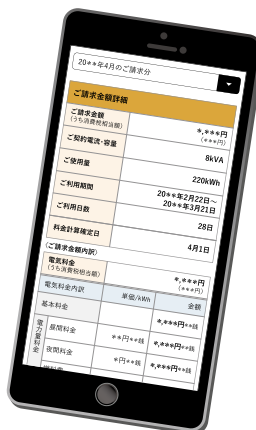 20**年4月のご請求分
ご請求金額詳細
ご請求金額
(うち消費税相当額)
*,***円
(***円)
ご契約電流・容量
8kVA
ご使用量
220kWh
ご利用期間
20**年2月22日〜
20**年3月21日
ご利用日数
28日
料金計算確定日
4月1日
(ご請求金額内訳)
電気料金
(うち消費税相当額)
*,***円
(***円)
電気料金内訳
単価/kWh
金額
基本料金
*,***円**銭
電力量料金
昼間料金
**円**銭
*,***円**銭
夜間料金
*円**銭
*,***円**銭